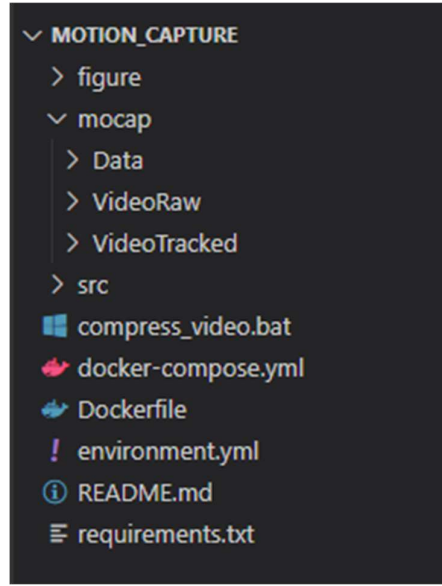 MOTION_CAPTURE
figure
mocap
Data
VideoRaw
VideoTracked
src
compress_video.bat
docker-compose.yml
Dockerfile
environment.yml
README.md
requirements.txt